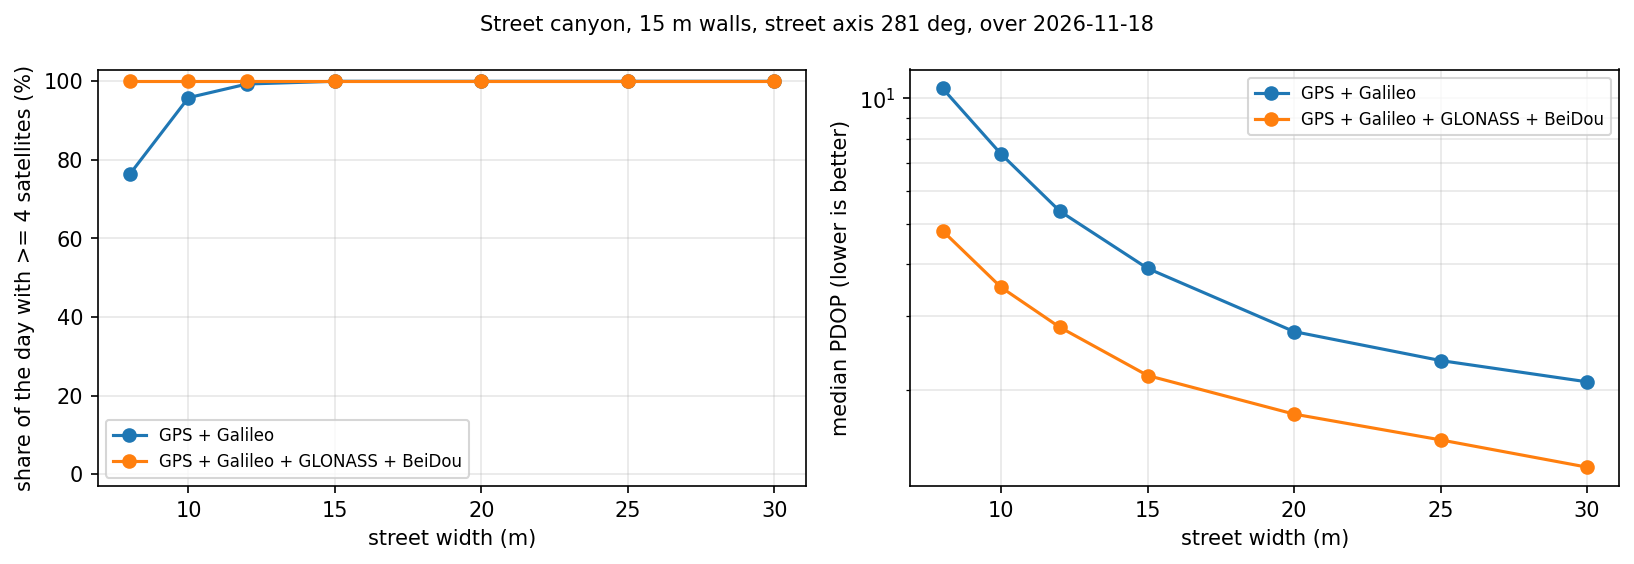 Street canyon, 15 m walls, street axis 281 deg, over 2026-11-18
share of the day with >= 4 satellites (%)
100
80
60
40
20
0
GPS + Galileo
GPS + Galileo + GLONASS + BeiDou
10
15
20
25
30
street width (m)
median PDOP (lower is better)
10¹
GPS + Galileo
GPS + Galileo + GLONASS + BeiDou
10
15
20
25
30
street width (m)